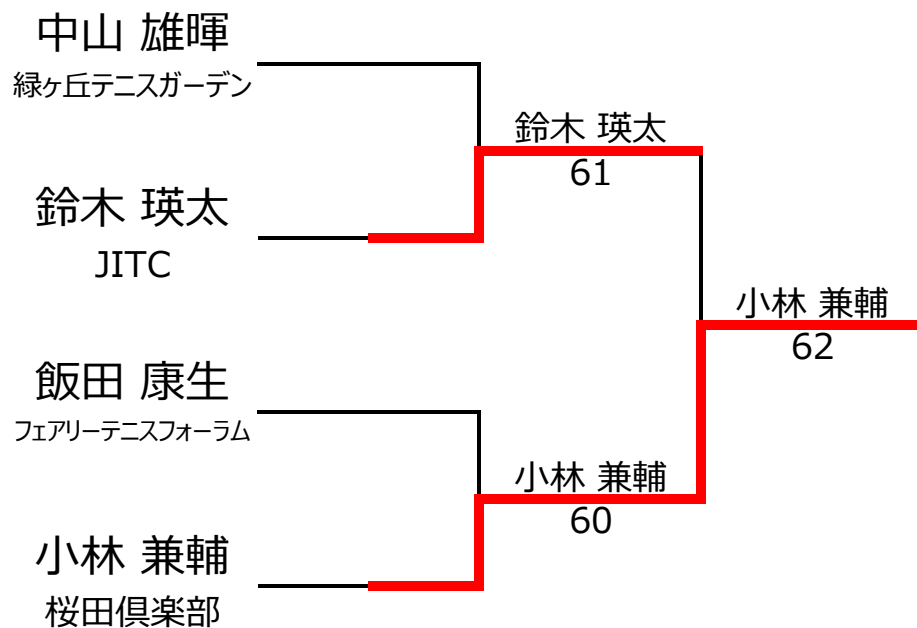 中山 雄暉
緑ヶ丘テニスガーデン
鈴木 瑛太
61
鈴木 瑛太
JITC
小林 兼輔
62
飯田 康生
フェアリーテニスフォーラム
小林 兼輔
60
小林 兼輔
桜田倶楽部